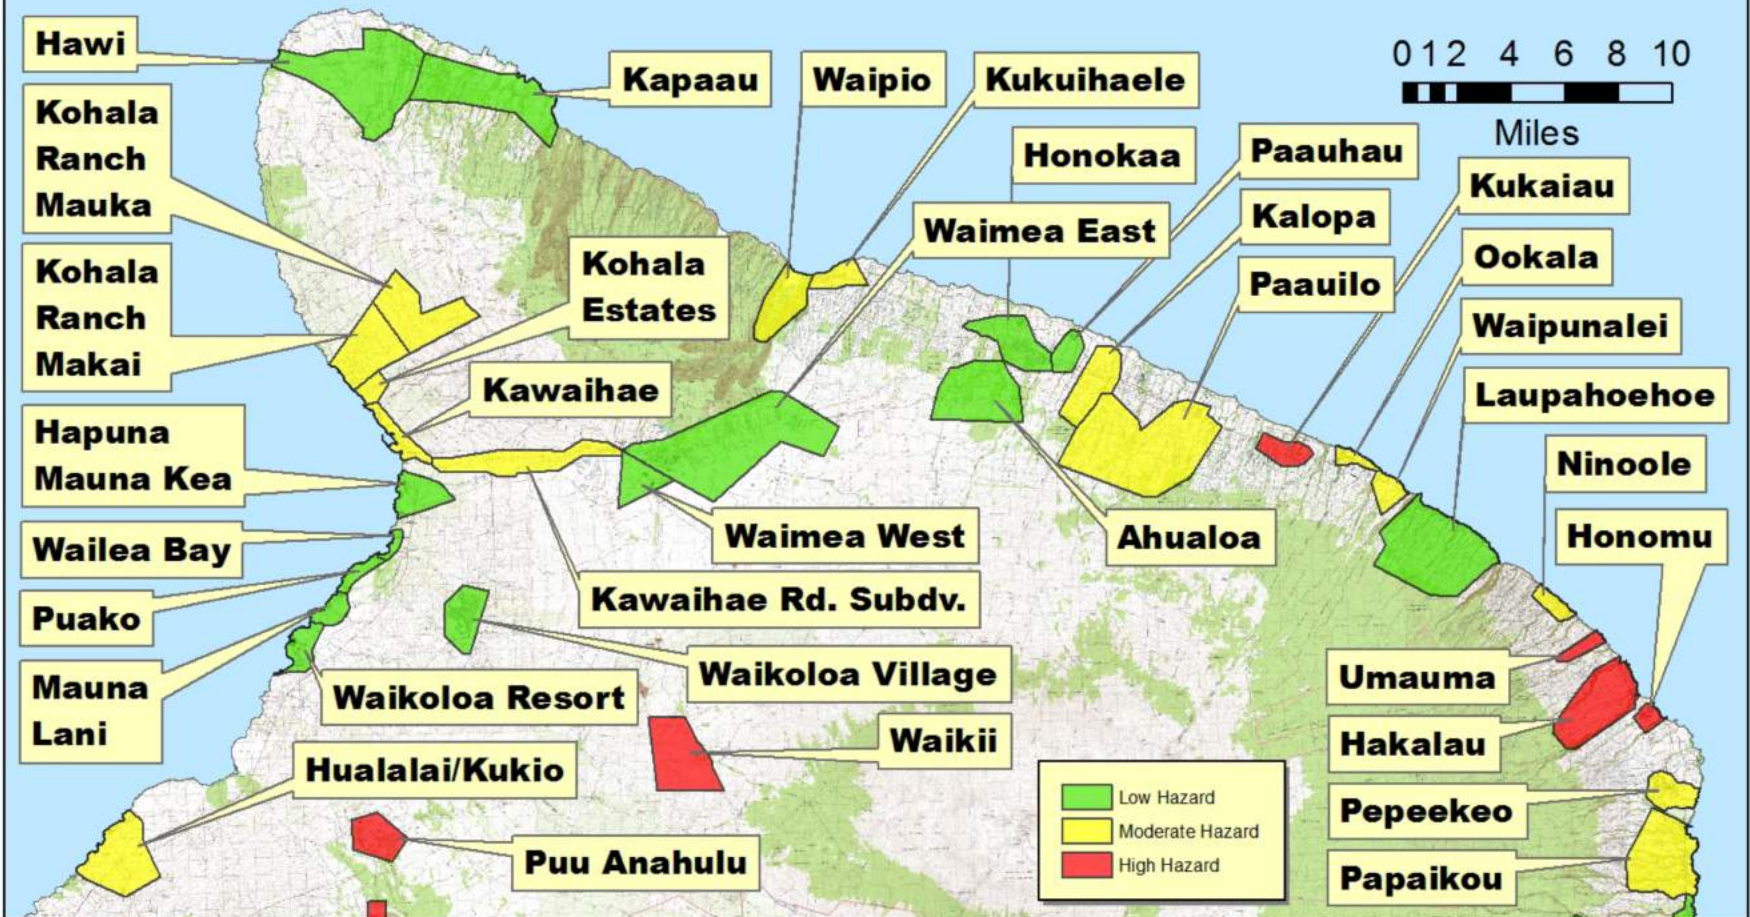 Hawi
Kapaau
Waipio
Kukuihaele
0 1 2 4 6 8 10
Miles
Kohala
Ranch
Mauka
Honokaa
Paauhau
Kukaiau
Waimea East
Kalopa
Kohala
Ranch
Makai
Kohala
Estates
Paauilo
Ookala
Waipunalei
Kawaihae
Laupahoehoe
Hapuna
Mauna Kea
Ninoole
Wailea Bay
Waimea West
Ahualoa
Honomu
Puako
Kawaihae Rd. Subdv.
Mauna
Lani
Waikoloa Resort
Waikoloa Village
Umauma
Waikii
Hakalau
Hualalai/Kukio
Low Hazard
Moderate Hazard
High Hazard
Pepeekeo
Puu Anahulu
Papaikou